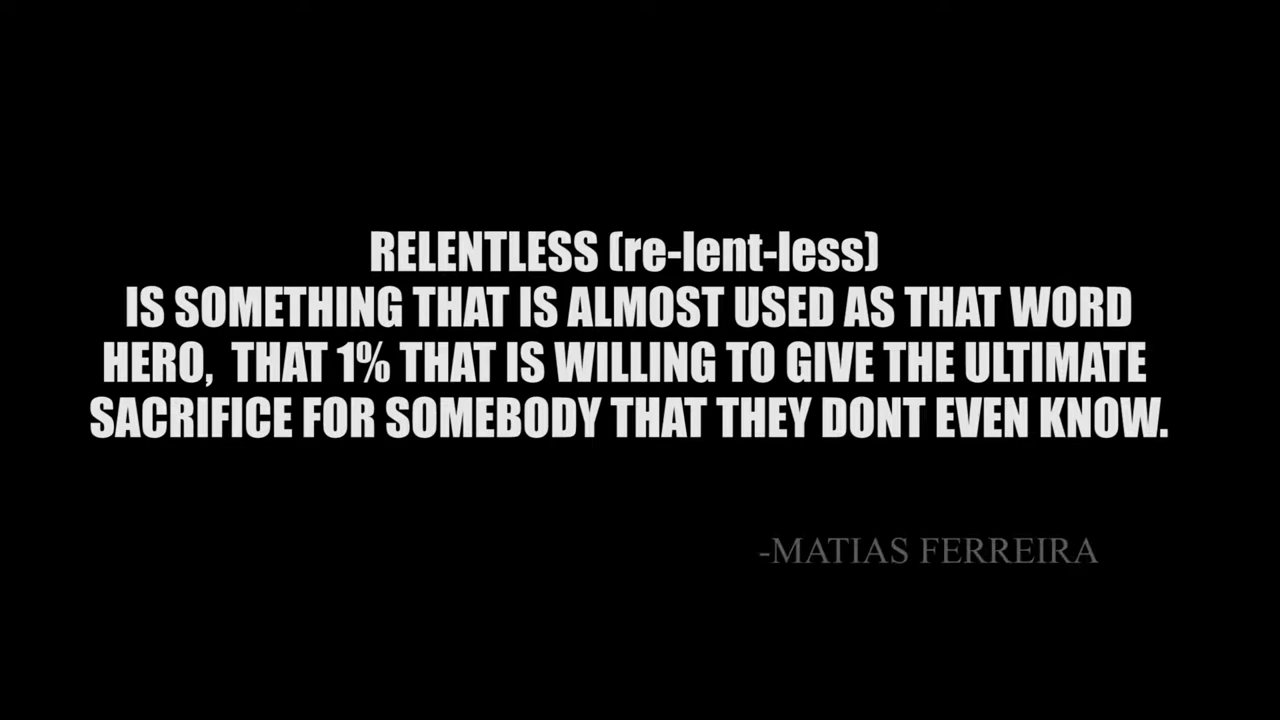 RELENTLESS (re-lent-less)
IS SOMETHING THAT IS ALMOST USED AS THAT WORD
HERO,  THAT 1% THAT IS WILLING TO GIVE THE ULTIMATE
SACRIFICE FOR SOMEBODY THAT THEY DONT EVEN KNOW.
-MATIAS FERREIRA